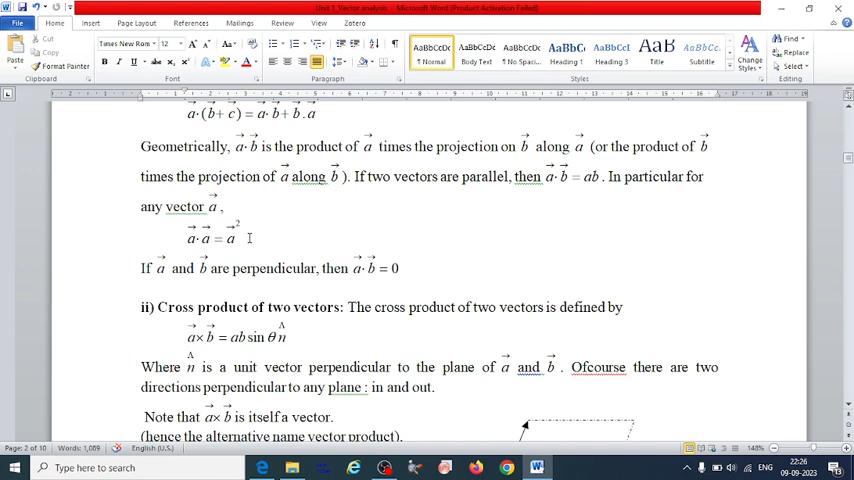 Unit 1_Vector analysis. - Microsoft Word (Product Activation Failed)
File Home Insert Page Layout References Mailings Review View Zotero
Cut
Copy
Paste
Format Painter
Times New Rom 12
Find
Replace
Select
AaBbCcDc AaBbCcDc AaBbCcDc AaBbC AaBbCc AaB AaBbCc.
¶ Normal Body Text ¶ No Spaci... Heading 1 Heading 3 Title Subtitle
Change Styles
Clipboard Font Paragraph Styles Editing
a⃗·(b⃗+c⃗) = a⃗·b⃗ + b⃗.a⃗
Geometrically, a⃗·b⃗ is the product of a⃗ times the projection on b⃗ along a⃗ (or the product of b⃗
times the projection of a⃗ along b⃗ ). If two vectors are parallel, then a⃗·b⃗ = ab. In particular for
any vector a⃗ ,
a⃗·a⃗ = a⃗²
If a⃗ and b⃗ are perpendicular, then a⃗·b⃗ = 0
ii) Cross product of two vectors: The cross product of two vectors is defined by
a⃗×b⃗ = ab sin θ n̂
Where n̂ is a unit vector perpendicular to the plane of a⃗ and b⃗ . Ofcourse there are two
directions perpendicular to any plane : in and out.
Note that a⃗×b⃗ is itself a vector.
(hence the alternative name vector product).
Page: 2 of 10 Words: 1,089 English (U.S.) 148%
Type here to search
ENG
22:26
09-09-2023